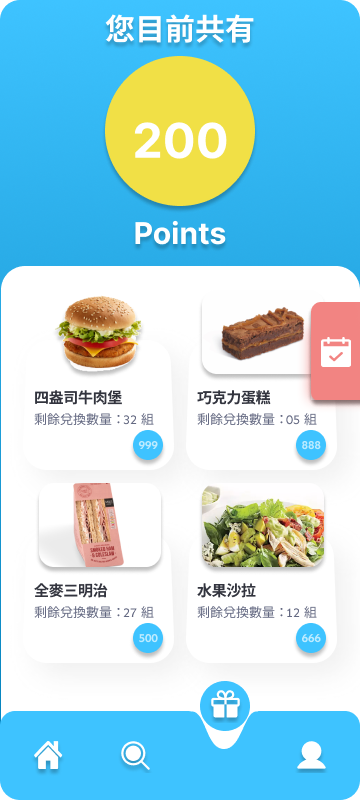 您目前共有
200
Points
四盎司牛肉堡
剩餘兌換數量：32 組
999
巧克力蛋糕
剩餘兌換數量：05 組
888
全麥三明治
剩餘兌換數量：27 組
500
水果沙拉
剩餘兌換數量：12 組
666